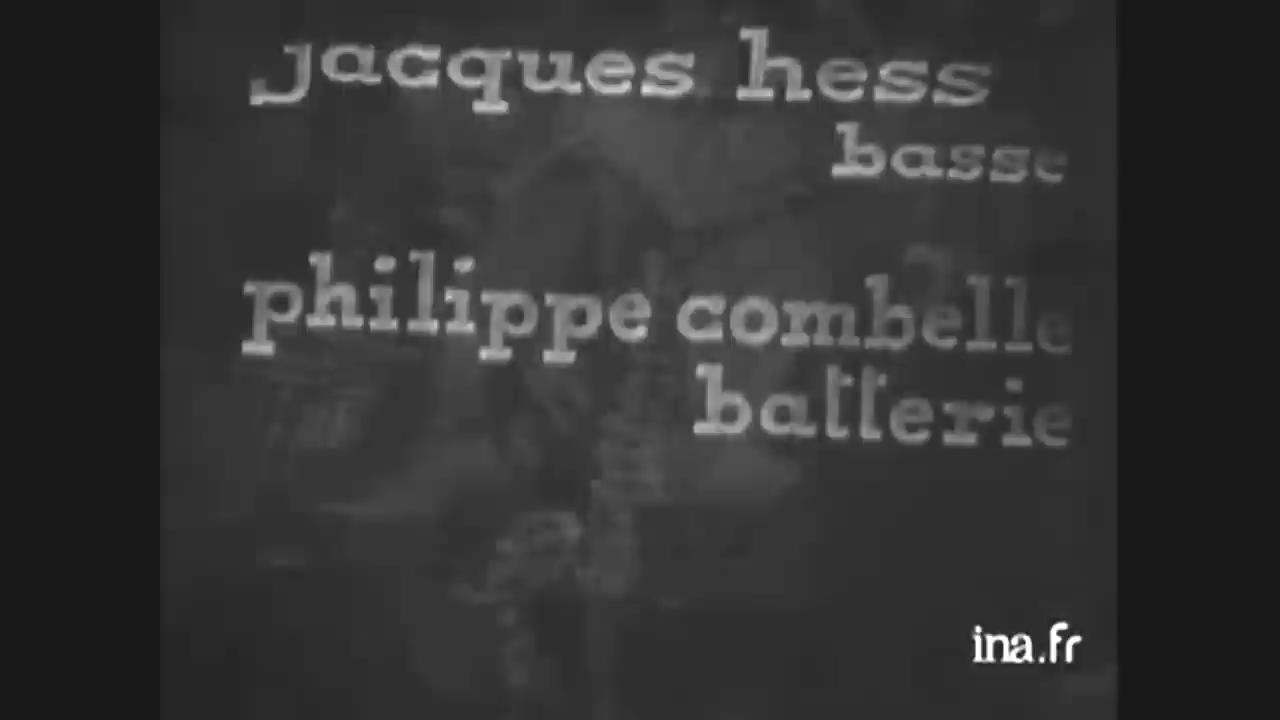 jacques hess
basse
philippe combelle
batterie
ina.fr